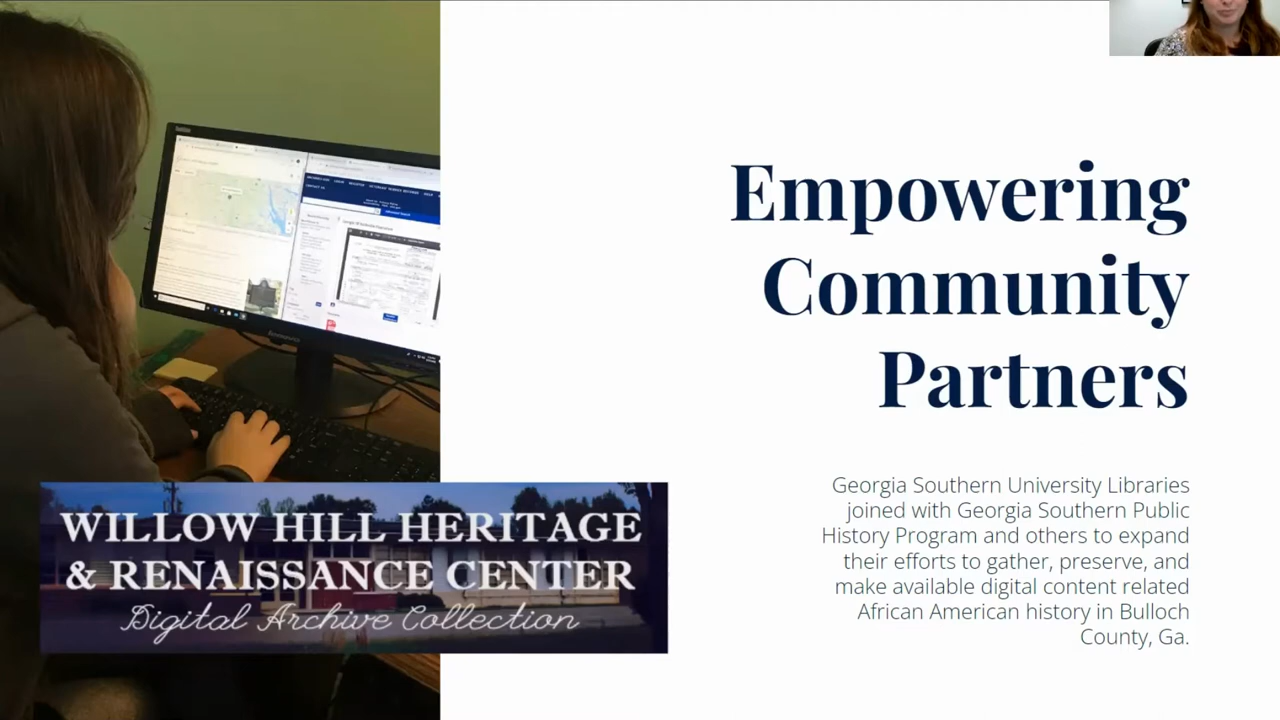 Empowering
Community
Partners
Georgia Southern University Libraries
joined with Georgia Southern Public
History Program and others to expand
their efforts to gather, preserve, and
make available digital content related
African American history in Bulloch
County, Ga.
WILLOW HILL HERITAGE
& RENAISSANCE CENTER
Digital Archive Collection